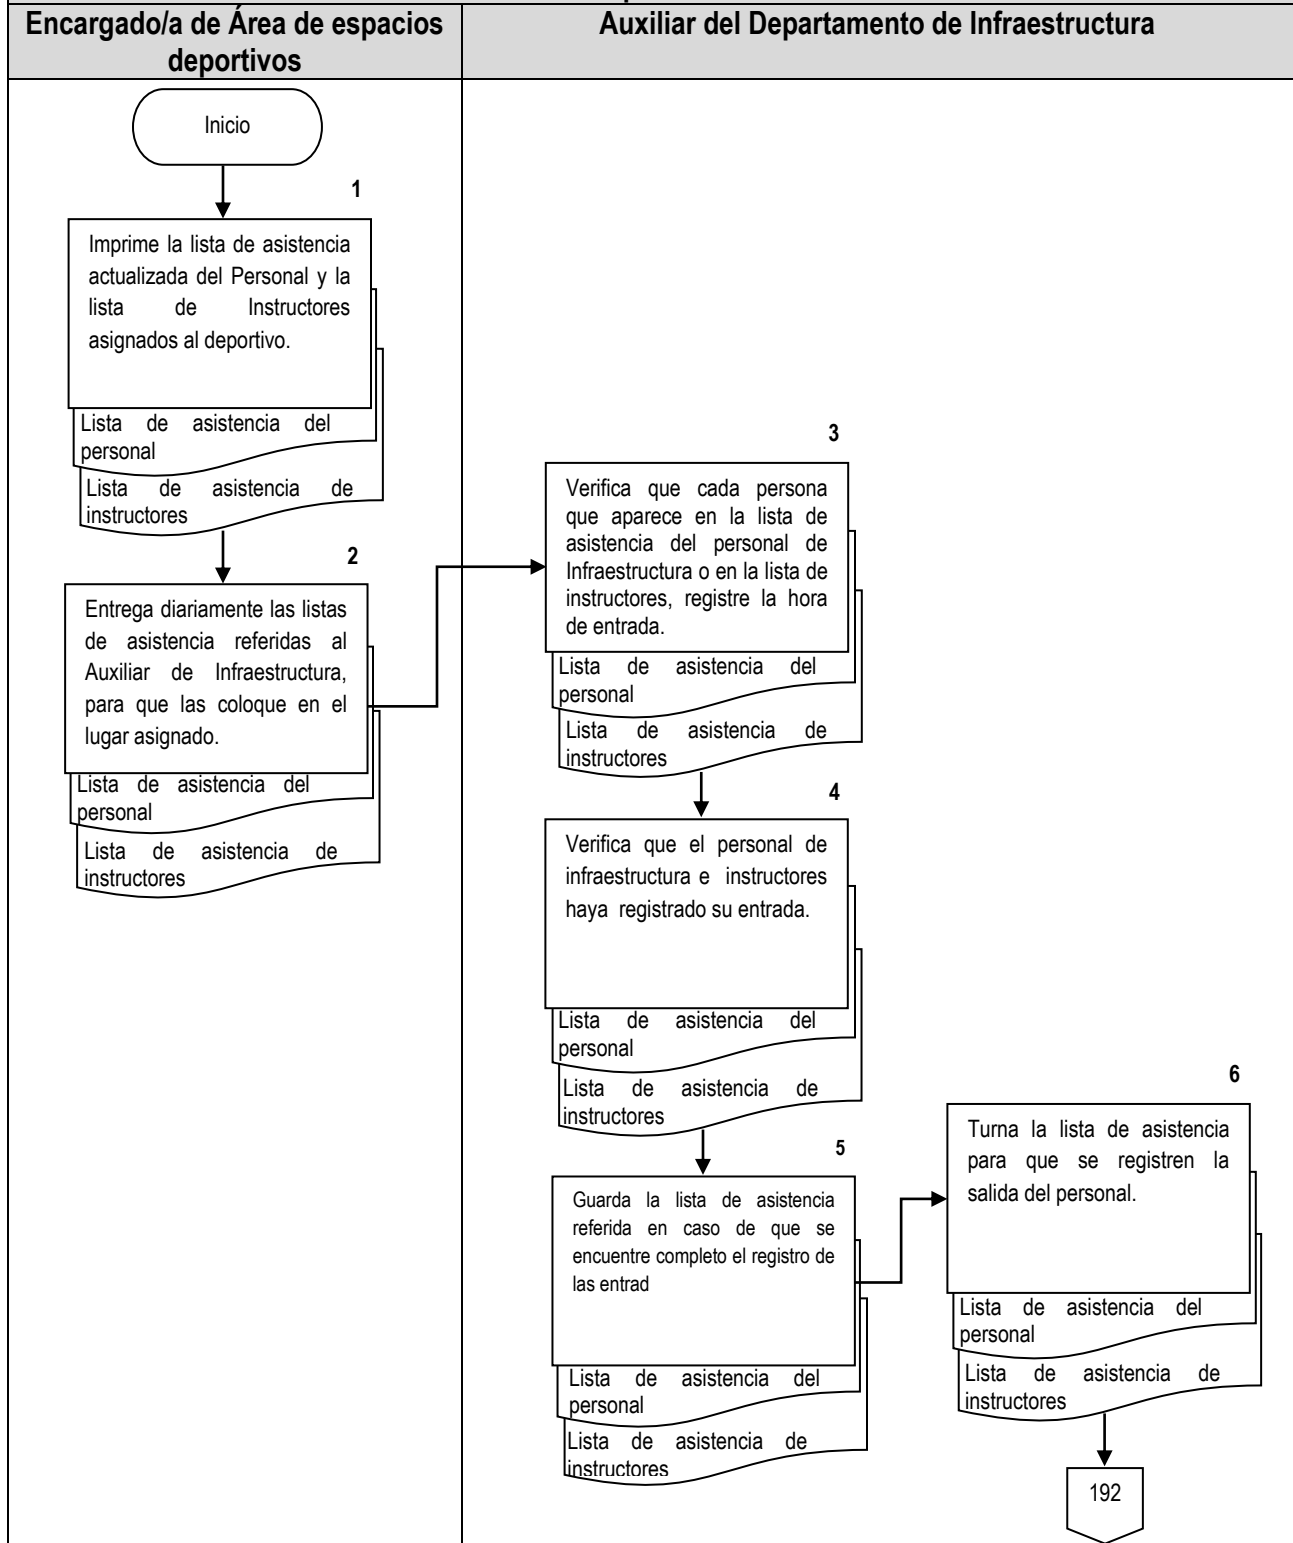 Encargado/a de Área de espacios
deportivos
Auxiliar del Departamento de Infraestructura
Inicio
1
Imprime la lista de asistencia
actualizada del Personal y la
lista de Instructores
asignados al deportivo.
Lista de asistencia del
personal
Lista de asistencia de
instructores
2
Entrega diariamente las listas
de asistencia referidas al
Auxiliar de Infraestructura,
para que las coloque en el
lugar asignado.
Lista de asistencia del
personal
Lista de asistencia de
instructores
3
Verifica que cada persona
que aparece en la lista de
asistencia del personal de
Infraestructura o en la lista de
instructores, registre la hora
de entrada.
Lista de asistencia del
personal
Lista de asistencia de
instructores
4
Verifica que el personal de
infraestructura e instructores
haya registrado su entrada.
Lista de asistencia del
personal
Lista de asistencia de
instructores
5
Guarda la lista de asistencia
referida en caso de que se
encuentre completo el registro de
las entrad
Lista de asistencia del
personal
Lista de asistencia de
instructores
6
Turna la lista de asistencia
para que se registren la
salida del personal.
Lista de asistencia del
personal
Lista de asistencia de
instructores
192